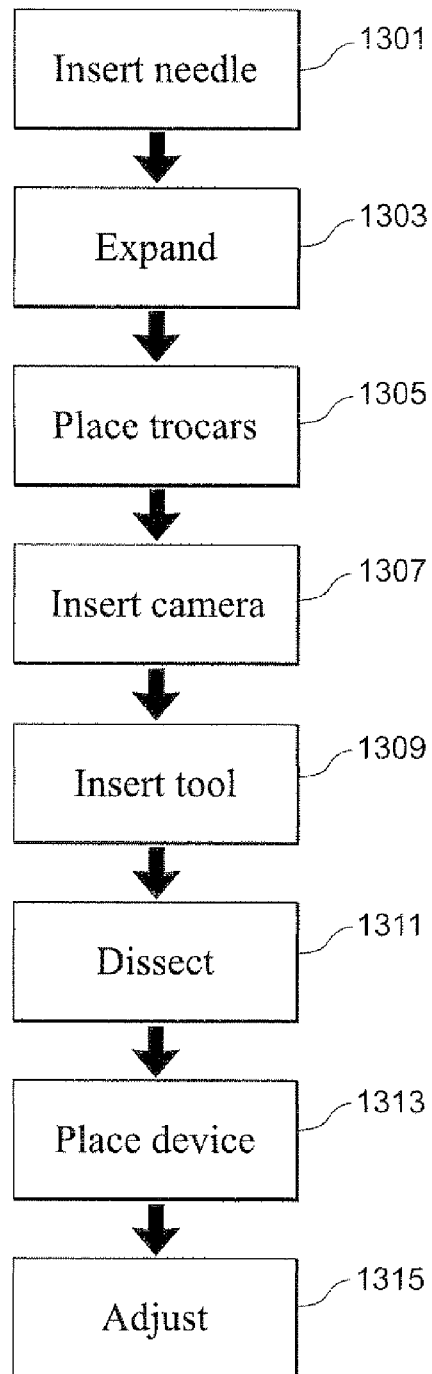 1301
Insert needle
1303
Expand
1305
Place trocars
1307
Insert camera
1309
Insert tool
1311
Dissect
1313
Place device
1315
Adjust